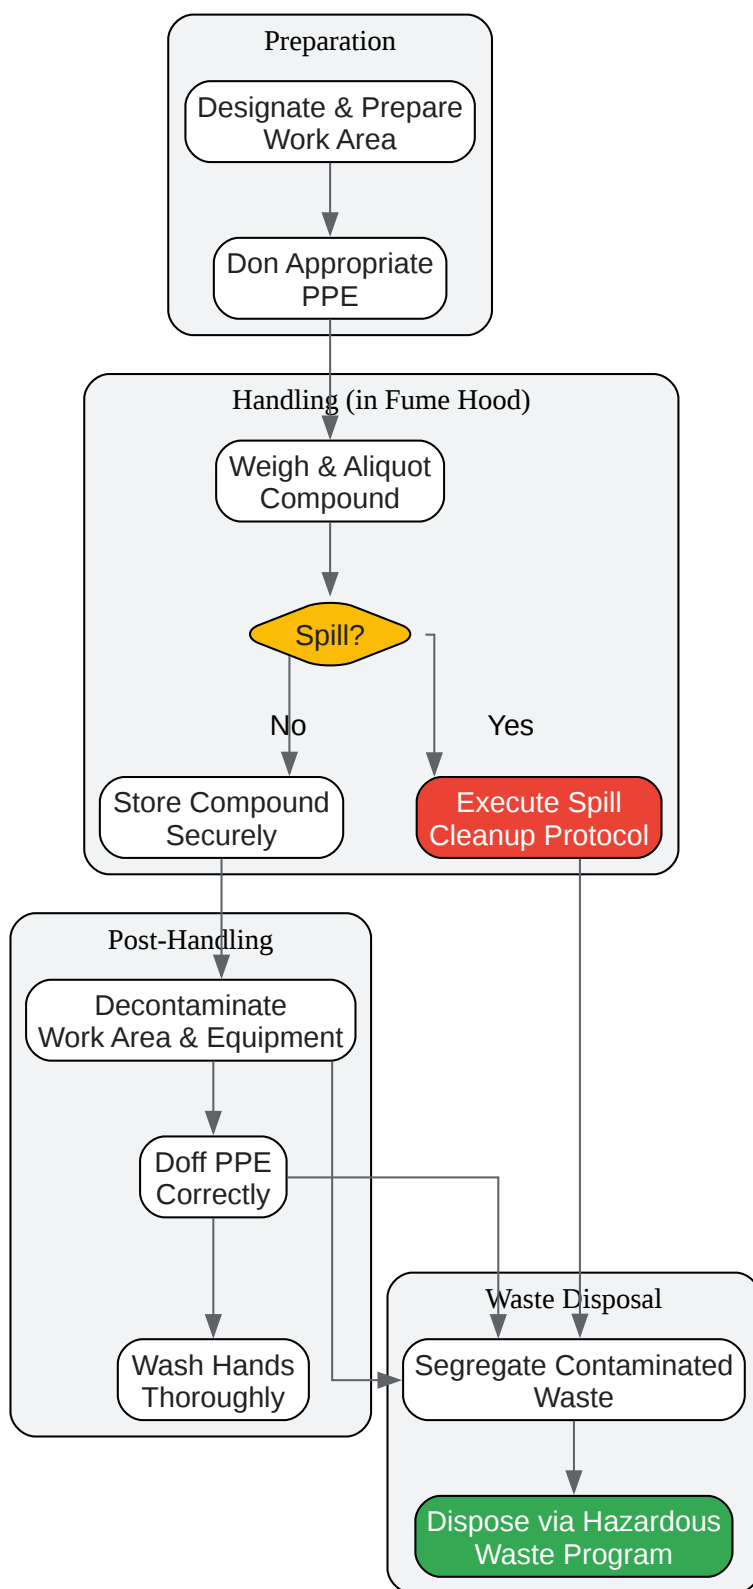 Preparation
Designate & Prepare
Work Area
Don Appropriate
PPE
Handling (in Fume Hood)
Weigh & Aliquot
Compound
Spill?
No
Yes
Store Compound
Securely
Execute Spill
Cleanup Protocol
Post-Handling
Decontaminate
Work Area & Equipment
Doff PPE
Correctly
Wash Hands
Thoroughly
Waste Disposal
Segregate Contaminated
Waste
Dispose via Hazardous
Waste Program